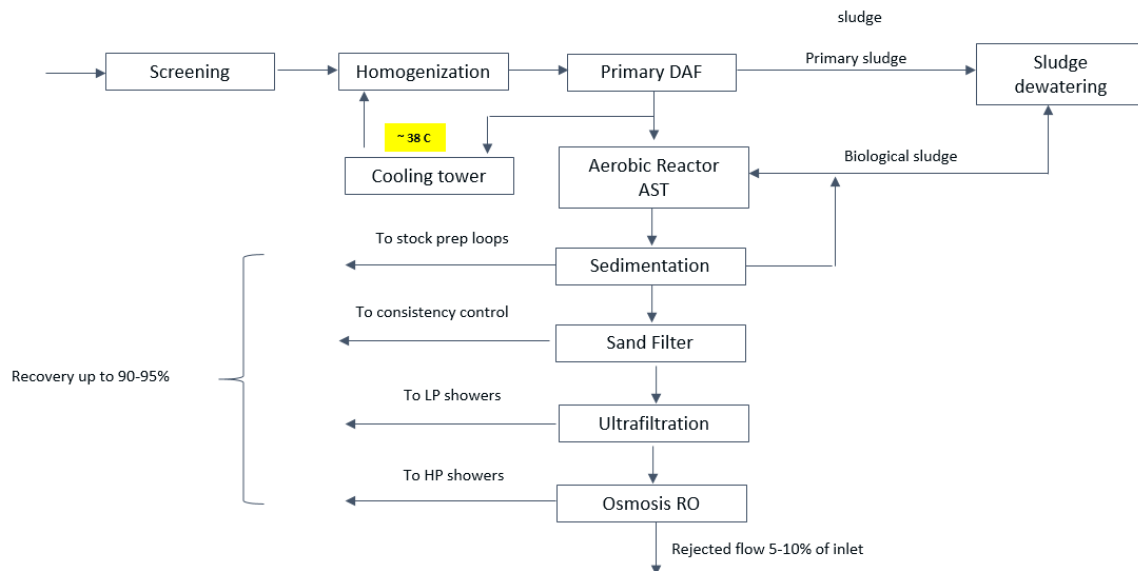 sludge
Screening
Homogenization
Primary DAF
Primary sludge
Sludge
dewatering
~ 38 C
Cooling tower
Aerobic Reactor
AST
Biological sludge
To stock prep loops
Sedimentation
To consistency control
Sand Filter
Recovery up to 90-95%
To LP showers
Ultrafiltration
To HP showers
Osmosis RO
Rejected flow 5-10% of inlet